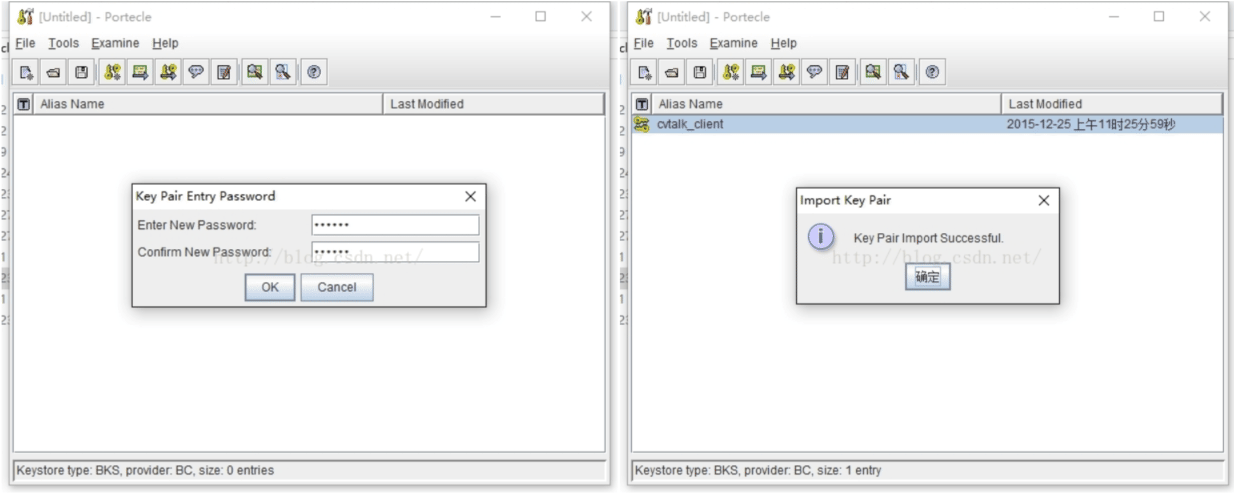 [Untitled] - Portecle
File Tools Examine Help
Alias Name Last Modified
Key Pair Entry Password
Enter New Password: ••••••
Confirm New Password: ••••••
http://blog.csdn.net/
OK Cancel
Keystore type: BKS, provider: BC, size: 0 entries
[Untitled] - Portecle
File Tools Examine Help
Alias Name Last Modified
cvtalk_client 2015-12-25 上午11时25分59秒
Import Key Pair
Key Pair Import Successful.
http://blog.csdn.net/
确定
Keystore type: BKS, provider: BC, size: 1 entry